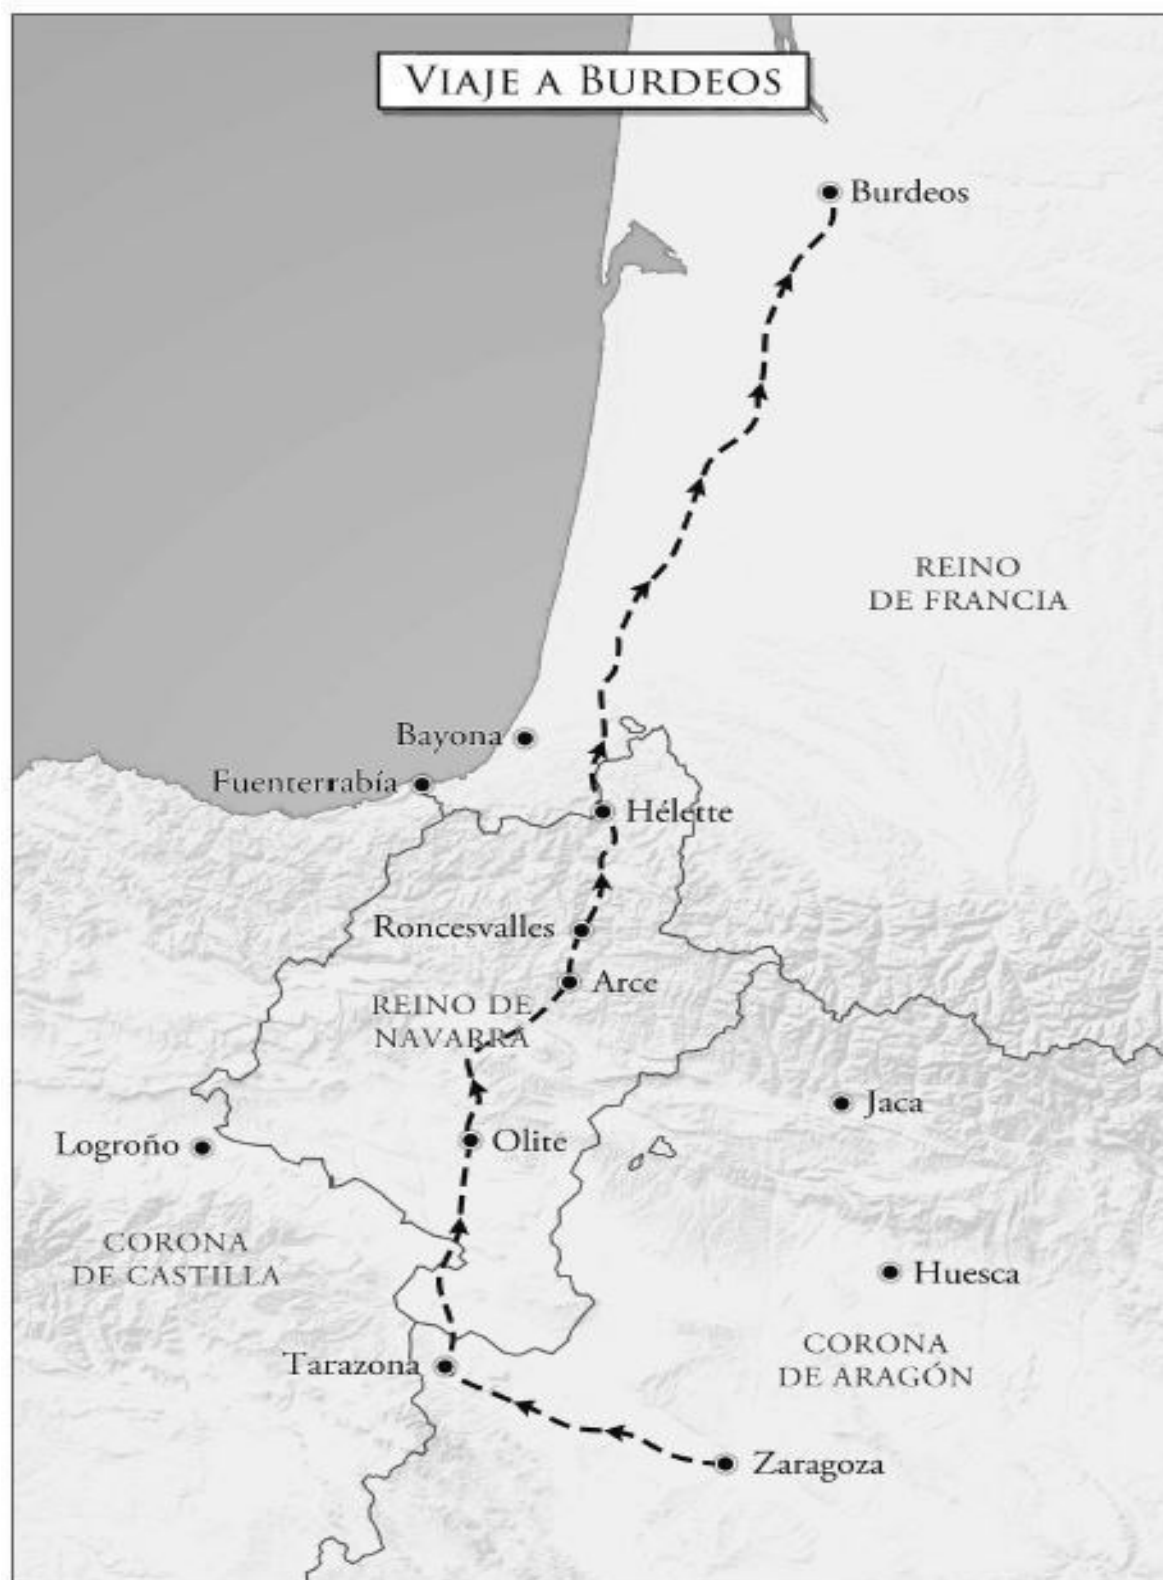 VIAJE A BURDEOS
Burdeos
REINO
DE FRANCIA
Bayona
Fuenterrabía
Hélette
Roncesvalles
Arce
REINO DE
NAVARRA
Jaca
Logroño
Olite
CORONA
DE CASTILLA
Huesca
CORONA
DE ARAGÓN
Tarazona
Zaragoza